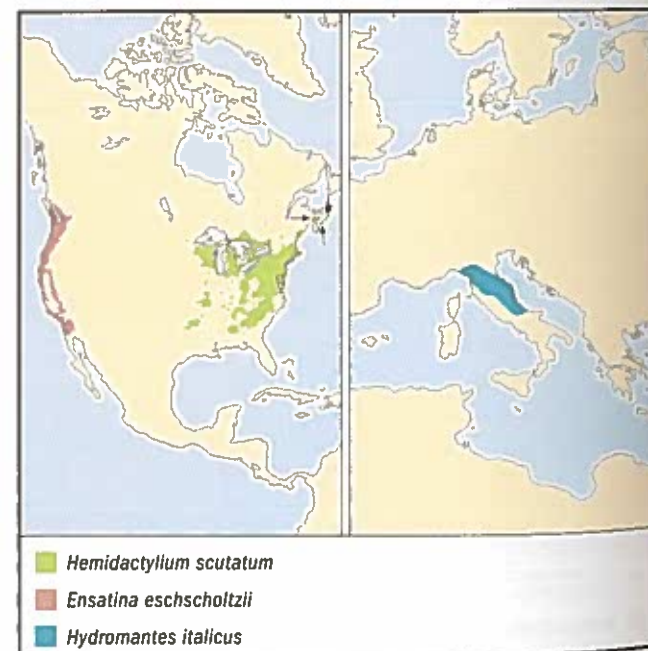 Hemidactylium scutatum
Ensatina eschscholtzii
Hydromantes italicus